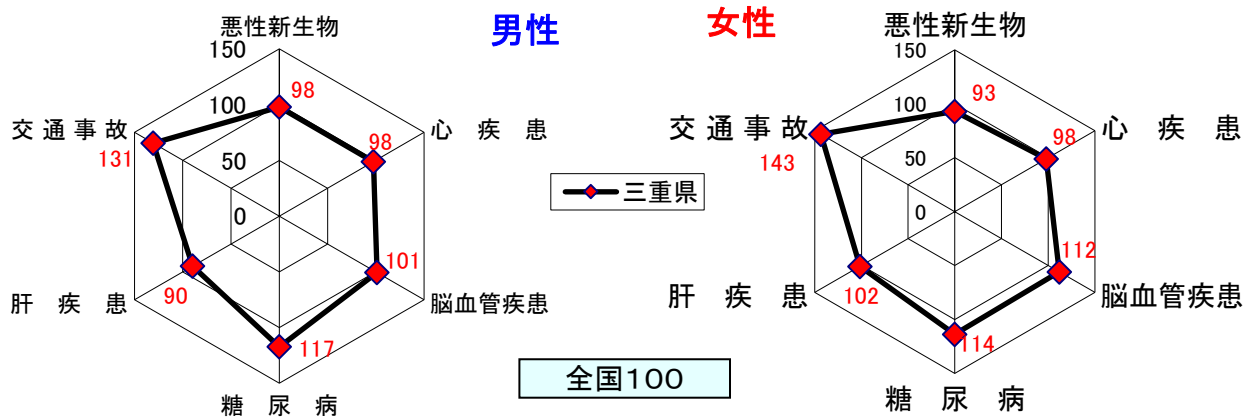 男性
悪性新生物
150
100
50
0
98
心疾患
98
脳血管疾患
101
糖尿病
117
肝疾患
90
交通事故
131
三重県
全国100
女性
悪性新生物
150
100
50
0
93
心疾患
98
脳血管疾患
112
糖尿病
114
肝疾患
102
交通事故
143